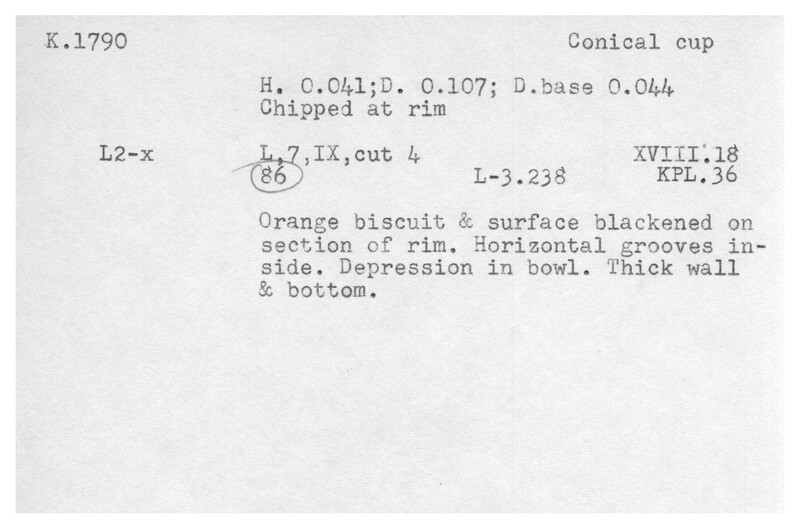 K.1790 Conical cup
H. 0.041;D. 0.107; D.base 0.044
Chipped at rim
L2-x L,7,IX,cut 4 XVIII.18
86 L-3.238 KPL.36
Orange biscuit & surface blackened on
section of rim. Horizontal grooves in-
side. Depression in bowl. Thick wall
& bottom.